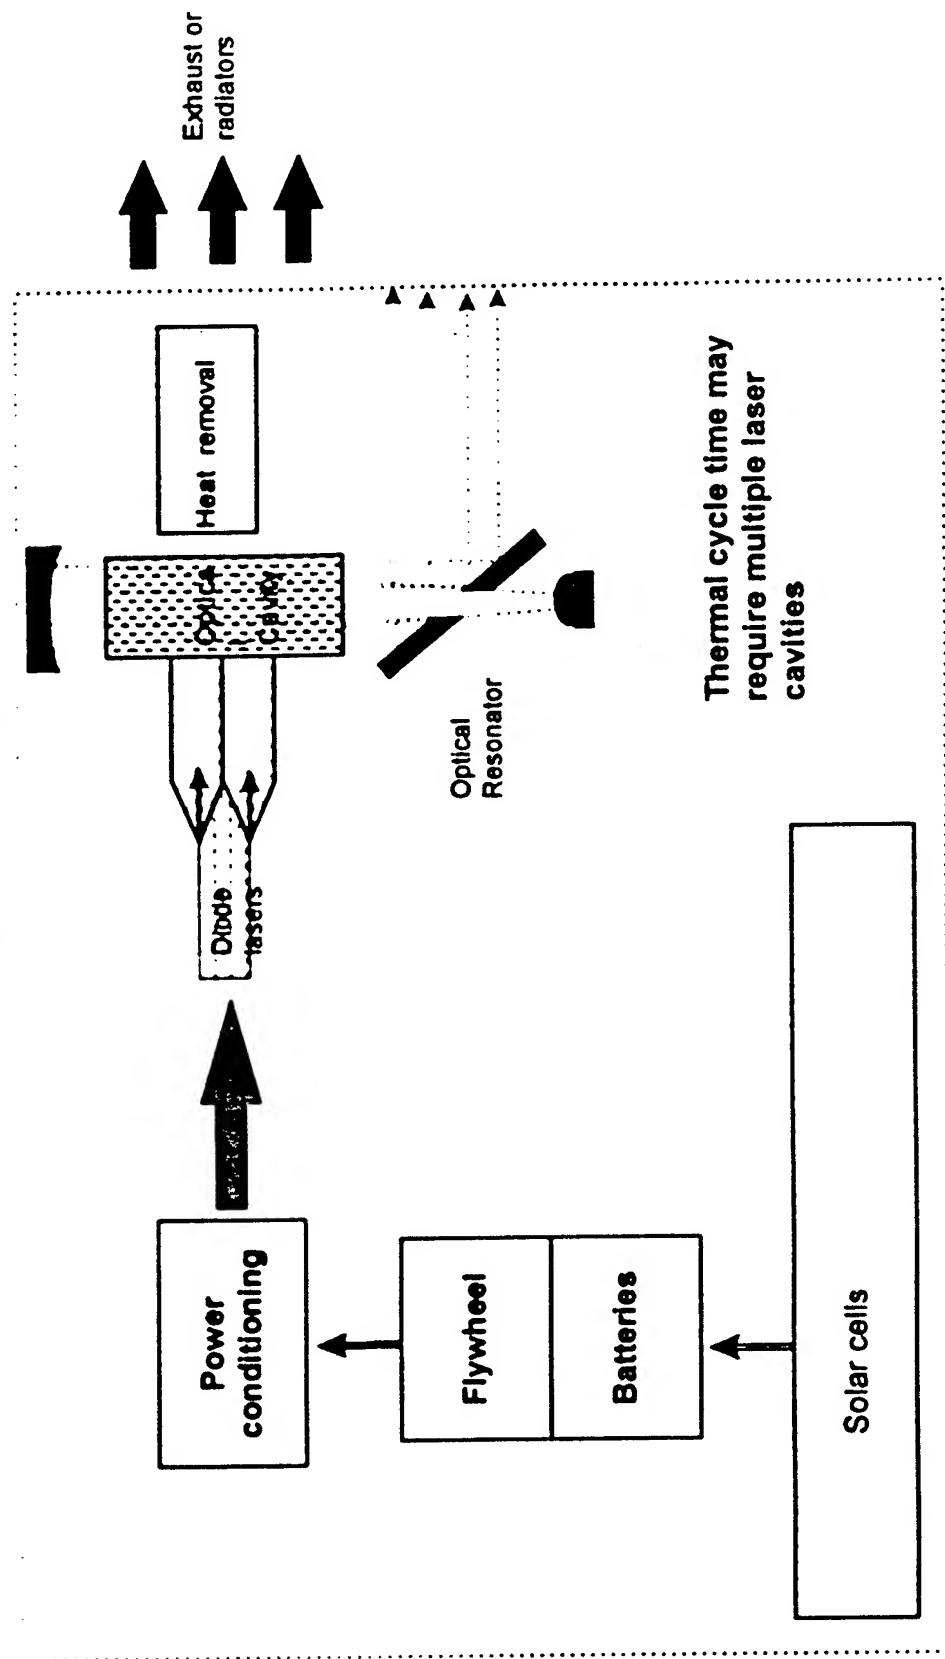 Exhaust or
radiators
Heat removal
Optical
Cavity
Diode
lasers
Optical
Resonator
Power
conditioning
Flywheel
Batteries
Solar cells
Thermal cycle time may
require multiple laser
cavities